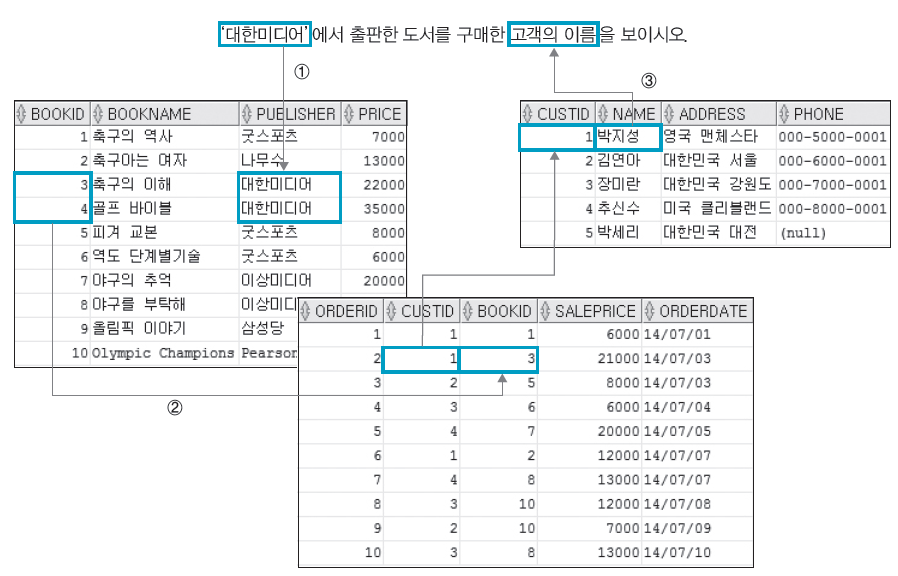 '대한미디어'에서 출판한 도서를 구매한 고객의 이름을 보이시오.
①
③
BOOKID BOOKNAME PUBLISHER PRICE
1 축구의 역사 굿스포츠 7000
2 축구아는 여자 나무수 13000
3 축구의 이해 대한미디어 22000
4 골프 바이블 대한미디어 35000
5 피겨 교본 굿스포츠 8000
6 역도 단계별기술 굿스포츠 6000
7 야구의 추억 이상미디어 20000
8 야구를 부탁해 이상미디
9 올림픽 이야기 삼성당
10 Olympic Champions Pearson
CUSTID NAME ADDRESS PHONE
1 박지성 영국 맨체스타 000-5000-0001
2 김연아 대한민국 서울 000-6000-0001
3 장미란 대한민국 강원도 000-7000-0001
4 추신수 미국 클리블랜드 000-8000-0001
5 박세리 대한민국 대전 (null)
②
ORDERID CUSTID BOOKID SALEPRICE ORDERDATE
1 1 1 6000 14/07/01
2 1 3 21000 14/07/03
3 2 5 8000 14/07/03
4 3 6 6000 14/07/04
5 4 7 20000 14/07/05
6 1 2 12000 14/07/07
7 4 8 13000 14/07/07
8 3 10 12000 14/07/08
9 2 10 7000 14/07/09
10 3 8 13000 14/07/10